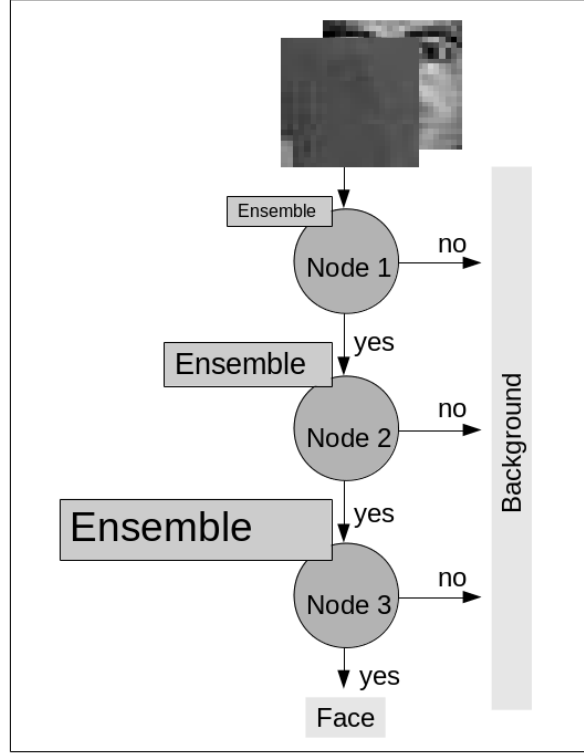 Ensemble
Node 1
no
yes
Ensemble
Node 2
no
yes
Ensemble
Node 3
no
yes
Face
Background